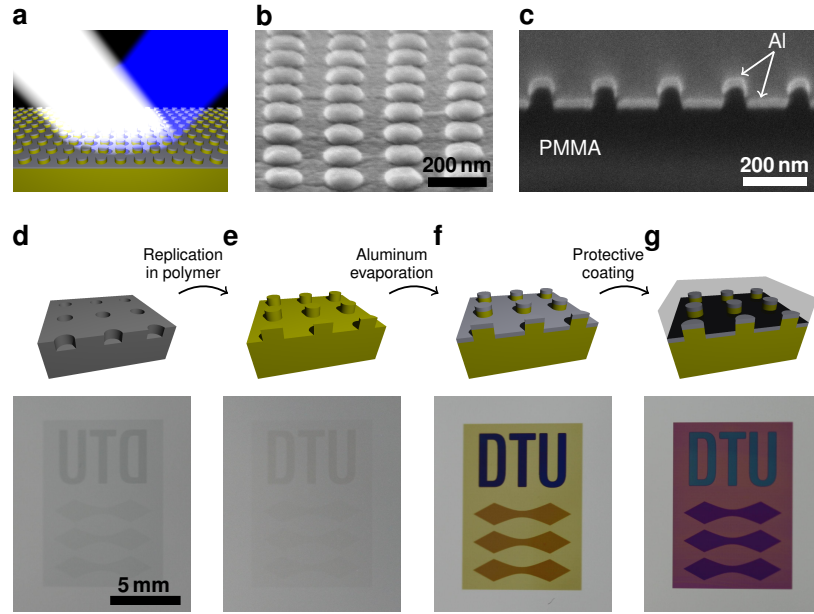 a
b
c
Al
PMMA
200 nm
200 nm
d
Replication
in polymer
e
Aluminum
evaporation
f
Protective
coating
g
DTU
DTU
DTU
DTU
5 mm